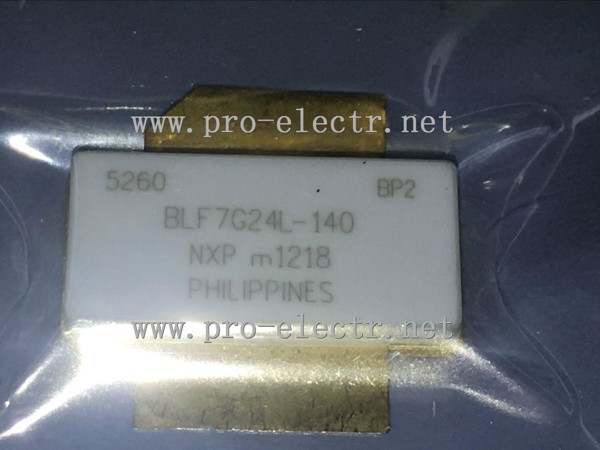 www.pro-electr.net
5260 BP2
BLF7G24L-140
NXP m1218
PHILIPPINES
www.pro-electr.net